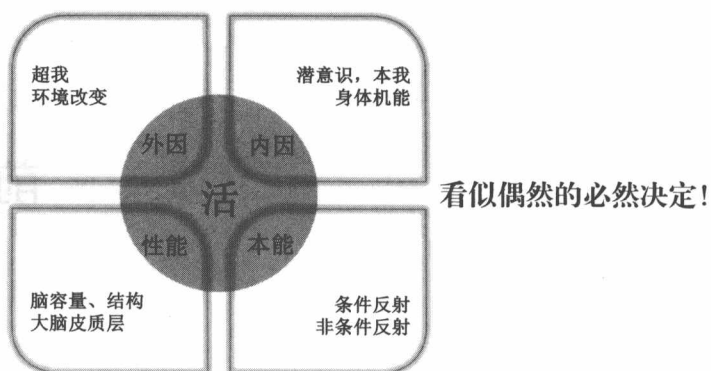 超我
环境改变
潜意识，本我
身体机能
外因
内因
活
性能
本能
看似偶然的必然决定！
脑容量、结构
大脑皮质层
条件反射
非条件反射